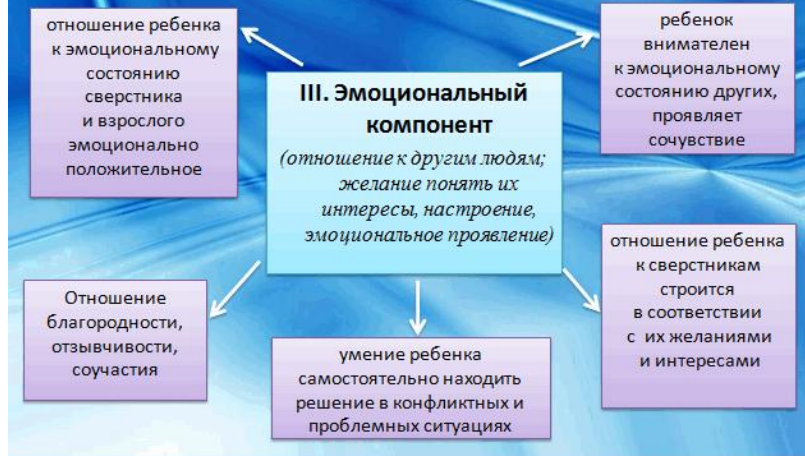 отношение ребенка
к эмоциональному
состоянию
сверстника
и взрослого
эмоционально
положительное
III. Эмоциональный
компонент
(отношение к другим людям;
желание понять их
интересы, настроение,
эмоциональное проявление)
ребенок
внимателен
к эмоциональному
состоянию других,
проявляет
сочувствие
Отношение
благородности,
отзывчивости,
соучастия
умение ребенка
самостоятельно находить
решение в конфликтных и
проблемных ситуациях
отношение ребенка
к сверстникам
строится
в соответствии
с их желаниями
и интересами